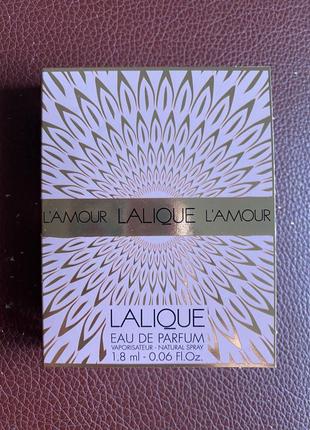 L'AMOUR LALIQUE L'AMOUR
LALIQUE
EAU DE PARFUM
VAPORISATEUR - NATURAL SPRAY
1.8 ml - 0.06 Fl.Oz.